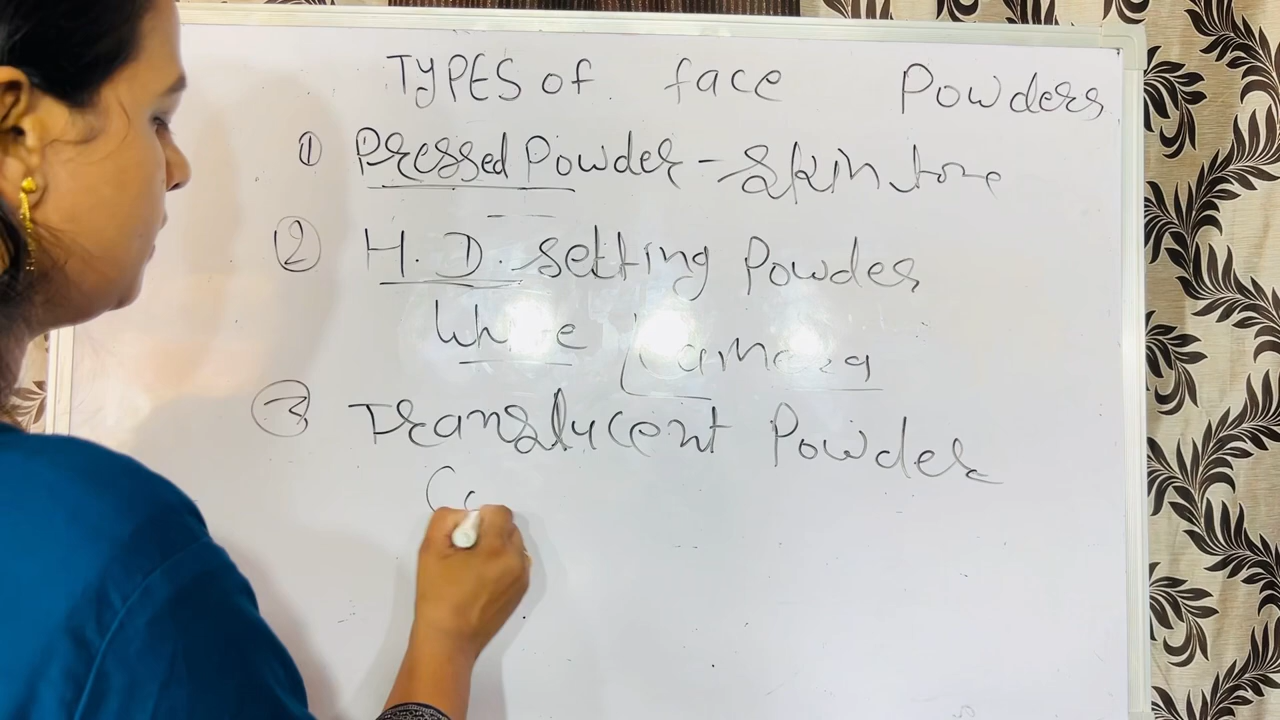 TYPES of face Powders
① Pressed Powder - Skin tone
② H. D. setting Powder
White Camera
③ Translucent Powder